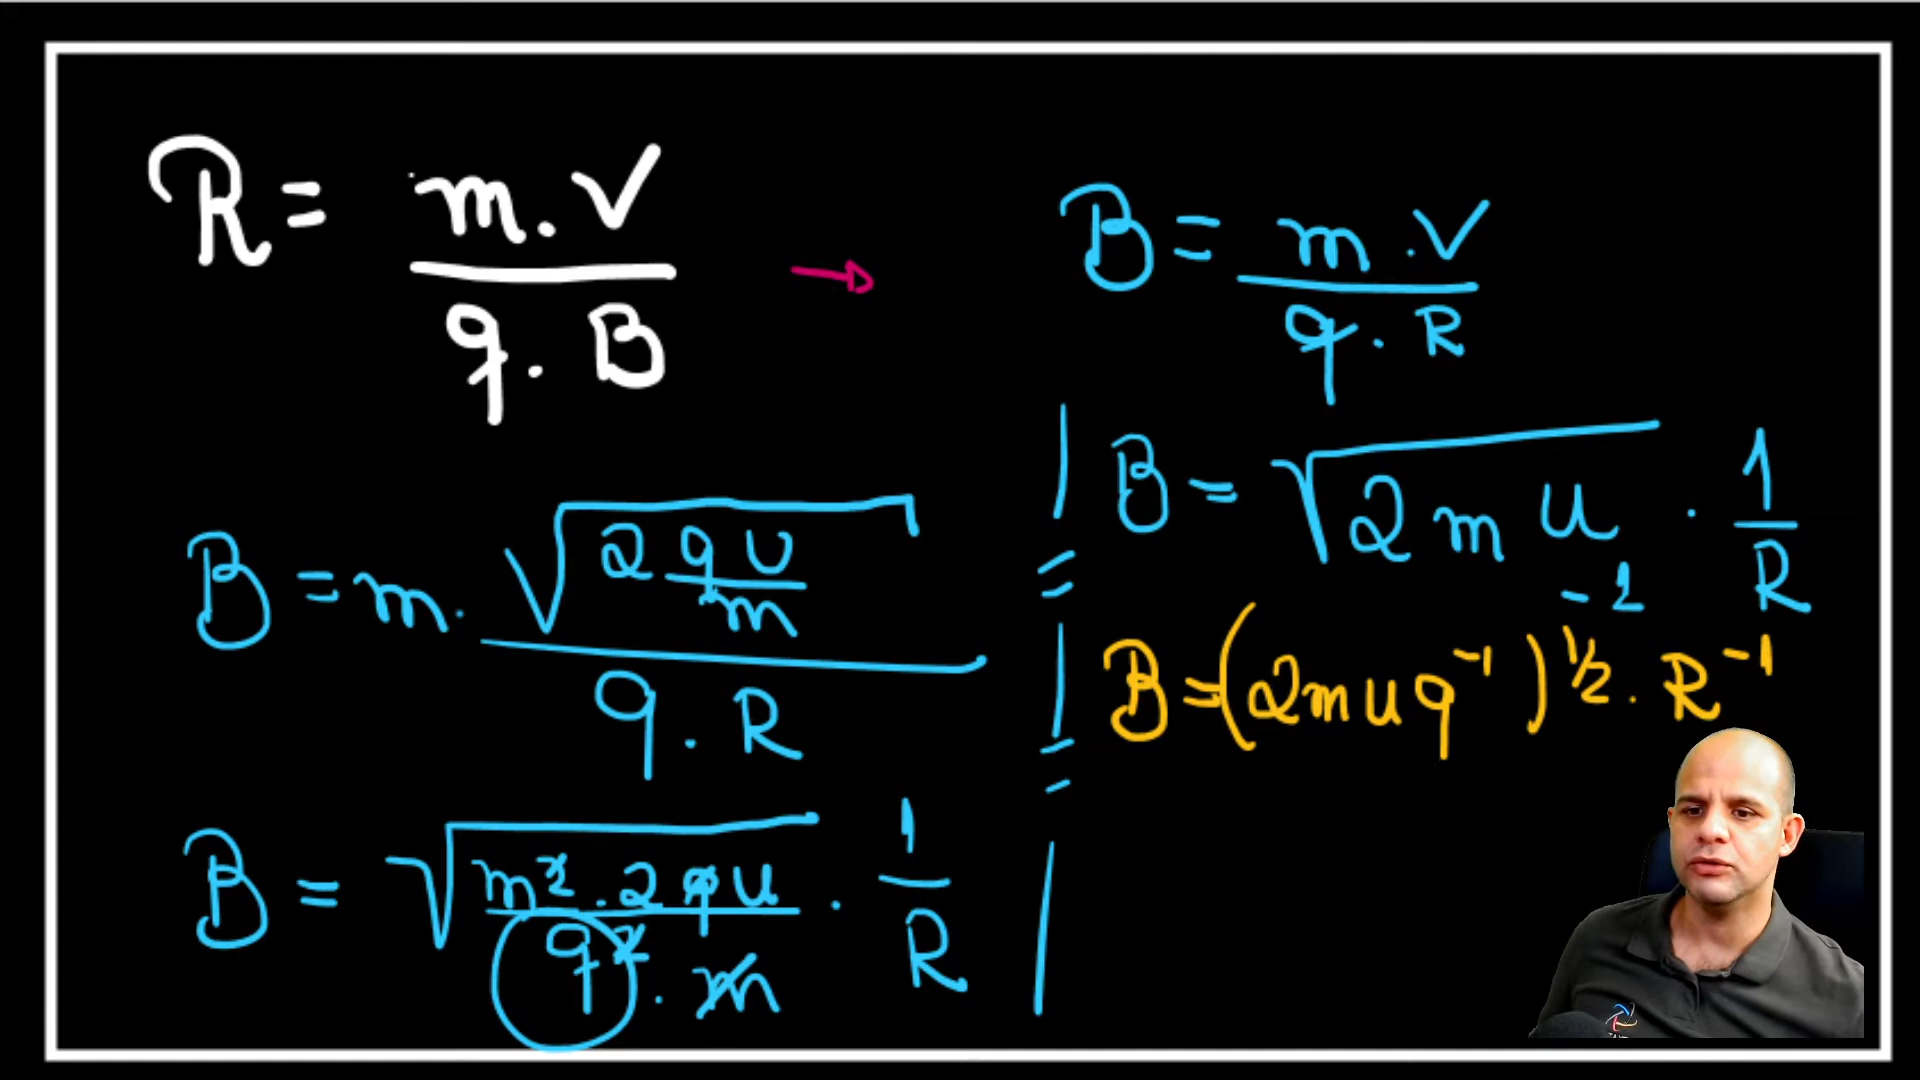 R = m.V / q.B → B = m.V / q.R
B = m. √(2qU/m) / q.R
B = √(m².2qU / q².m) . 1/R
B = √2mU . 1/R
B = (2mUq⁻¹)^½ . R⁻¹